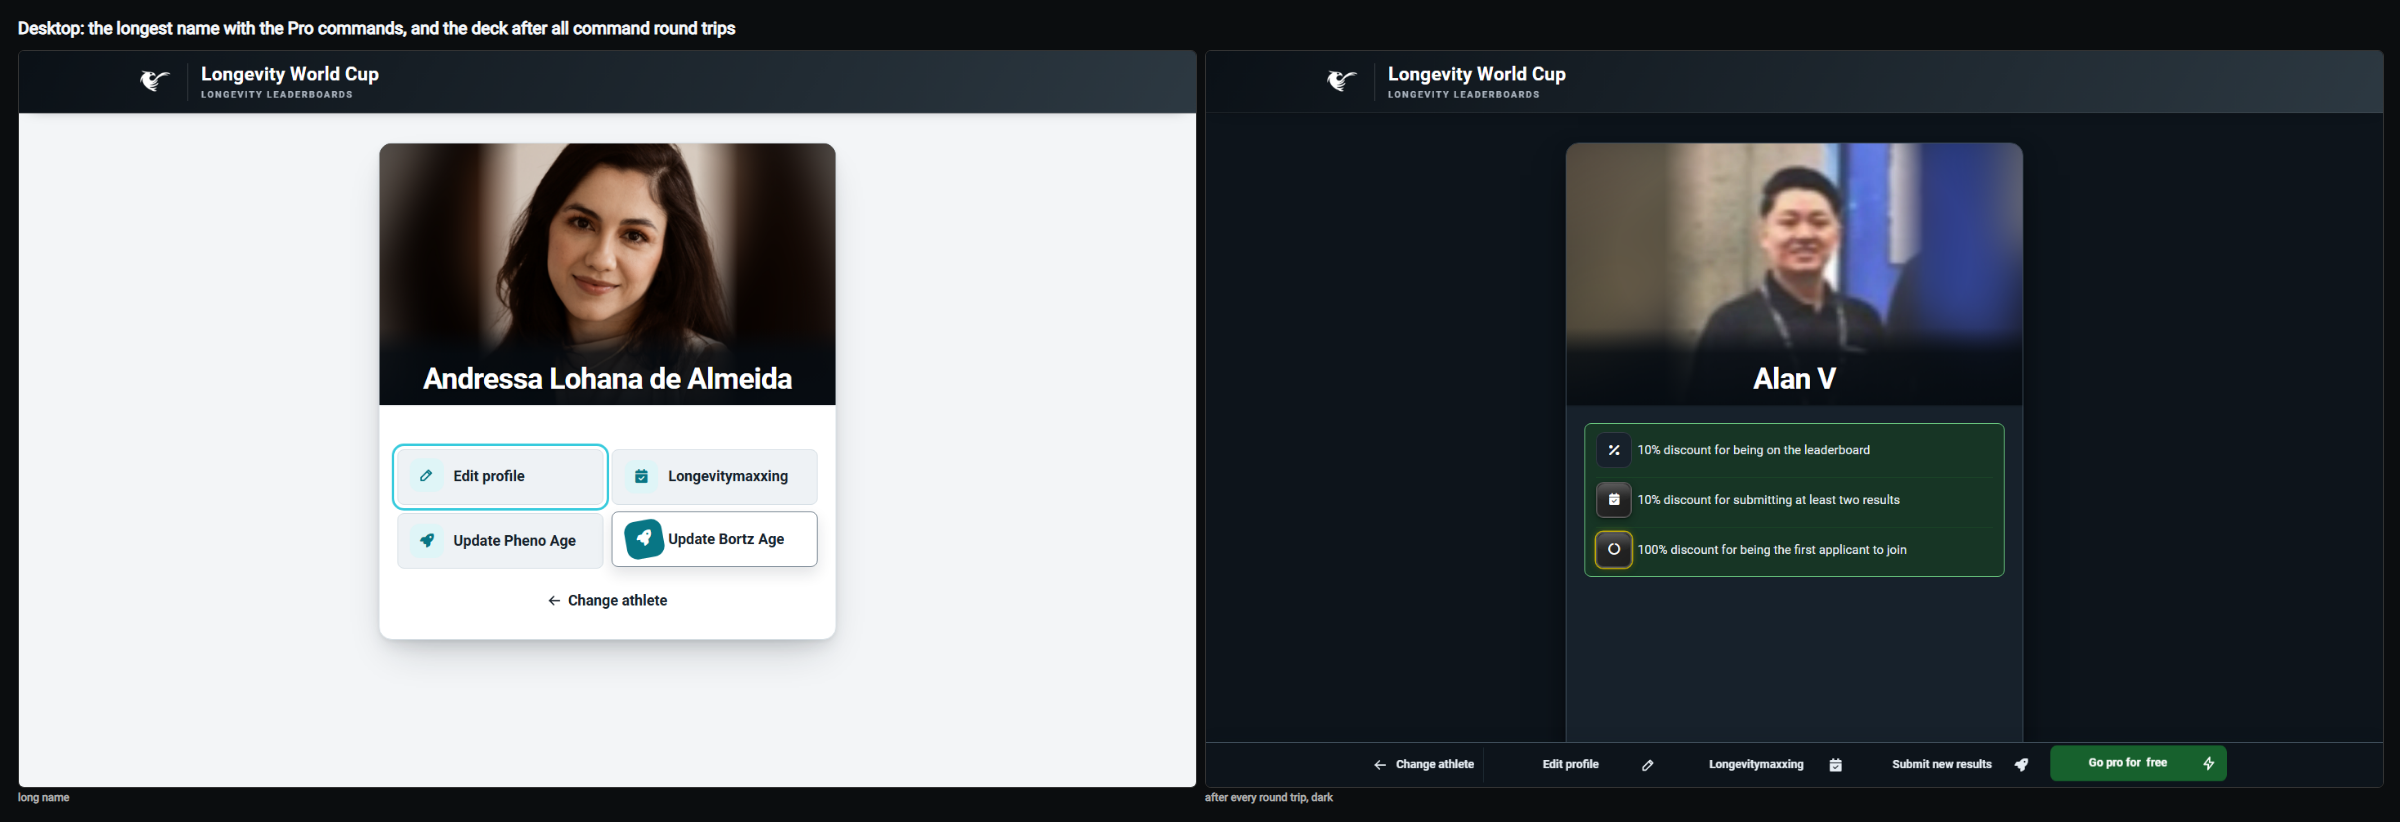 Desktop: the longest name with the Pro commands, and the deck after all command round trips
Longevity World Cup
LONGEVITY LEADERBOARDS
Andressa Lohana de Almeida
Edit profile
Longevitymaxxing
Update Pheno Age
Update Bortz Age
← Change athlete
long name
Longevity World Cup
LONGEVITY LEADERBOARDS
Alan V
10% discount for being on the leaderboard
10% discount for submitting at least two results
100% discount for being the first applicant to join
← Change athlete
Edit profile
Longevitymaxxing
Submit new results
Go pro for free
after every round trip, dark